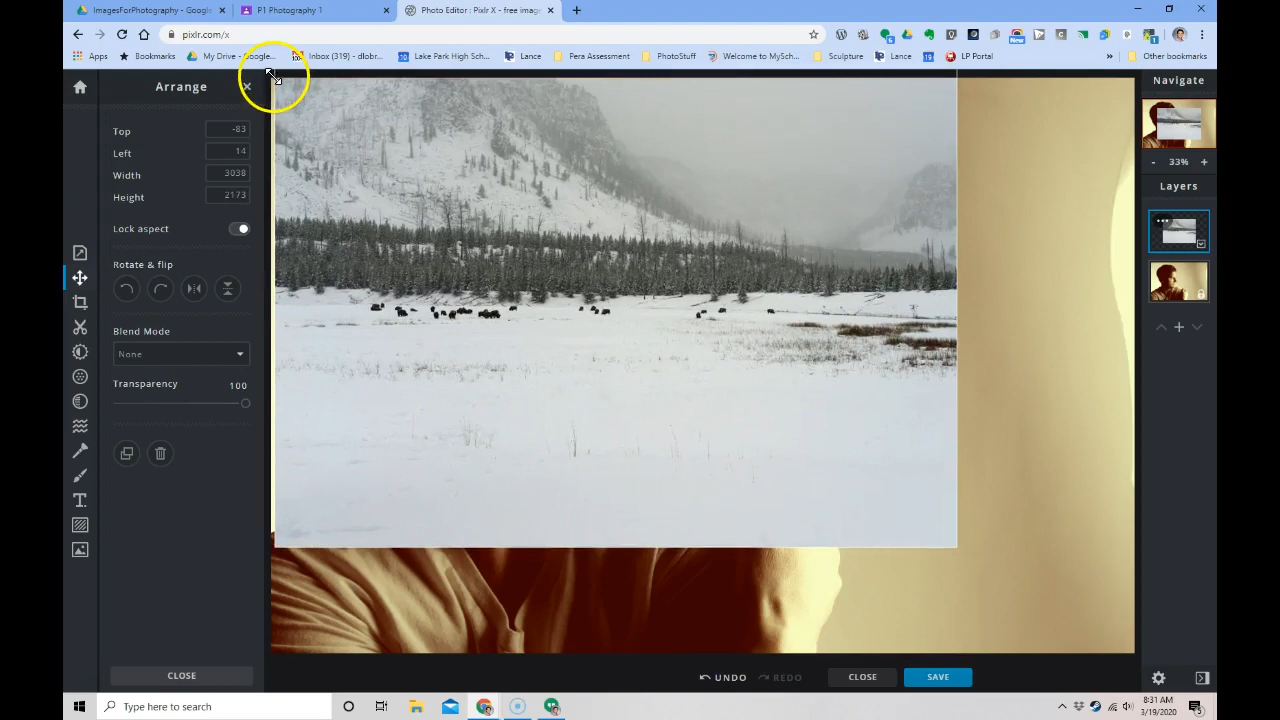 ImagesForPhotography - Google
P1 Photography 1
Photo Editor : Pixlr X - free image
pixlr.com/x
Apps
Bookmarks
My Drive - Google...
Inbox (319) - dlobr...
Lake Park High Sch...
Lance
Pera Assessment
PhotoStuff
Welcome to MySch...
Sculpture
Lance
LP Portal
»
Other bookmarks
Arrange
Top -83
Left 14
Width 3038
Height 2173
Lock aspect
Rotate & flip
Blend Mode
None
Transparency 100
CLOSE
UNDO
REDO
CLOSE
SAVE
Navigate
- 33% +
Layers
Type here to search
8:31 AM
3/19/2020